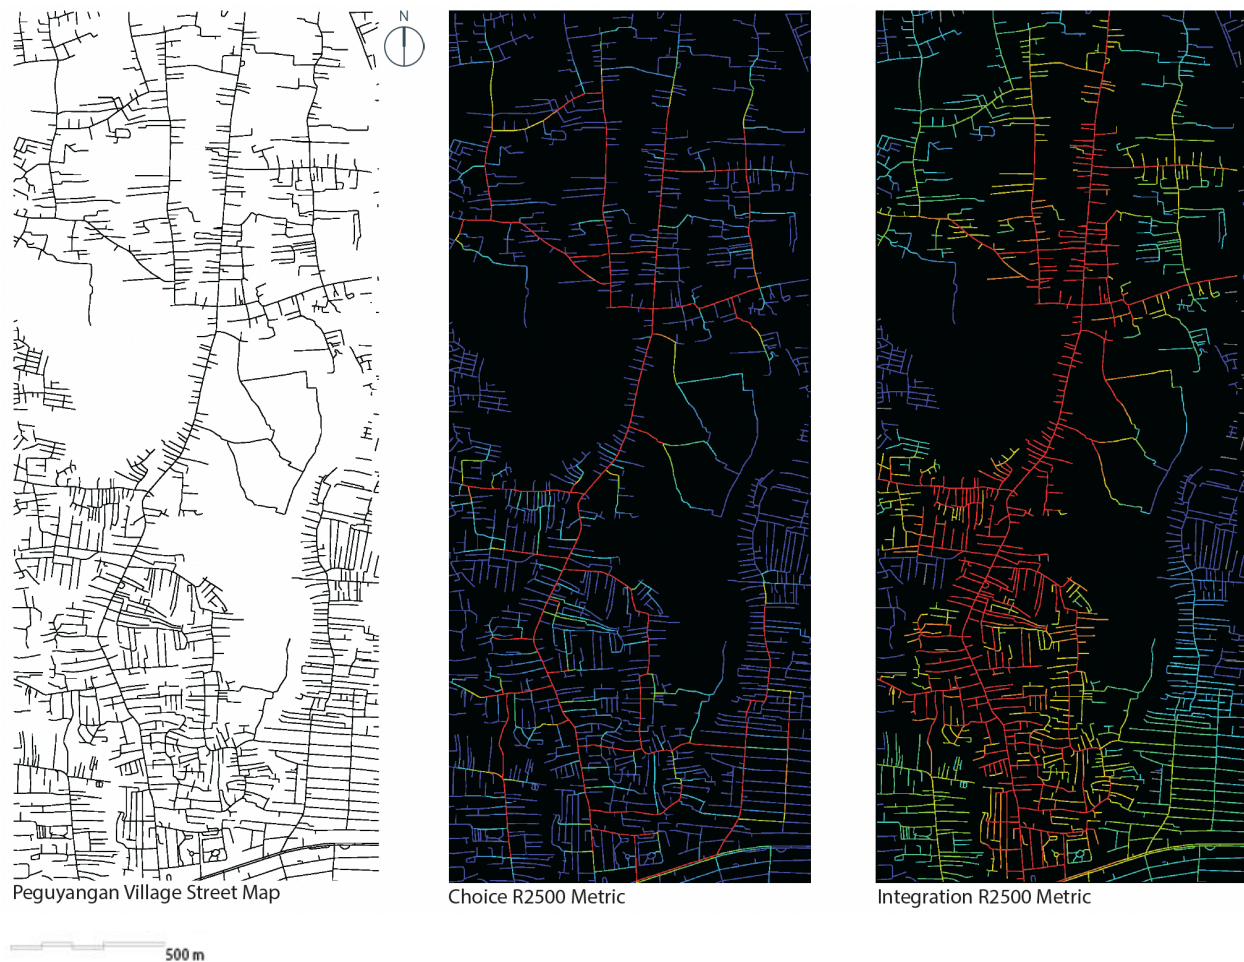 N
Peguyangan Village Street Map
Choice R2500 Metric
Integration R2500 Metric
500 m